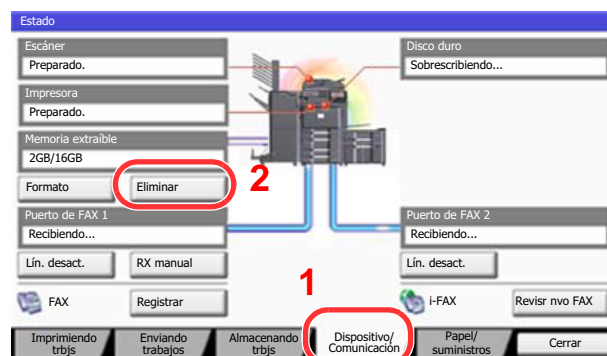 Estado
Escáner
Preparado.
Disco duro
Sobrescribiendo...
Impresora
Preparado.
Memoria extraíble
2GB/16GB
Formato
Eliminar
2
Puerto de FAX 1
Recibiendo...
Puerto de FAX 2
Recibiendo...
Lín. desact.
RX manual
Lín. desact.
1
FAX
Registrar
i-FAX
Revisr nvo FAX
Imprimiendo
trbjs
Enviando
trabajos
Almacenando
trbjs
Dispositivo/
Comunicación
Papel/
suministros
Cerrar